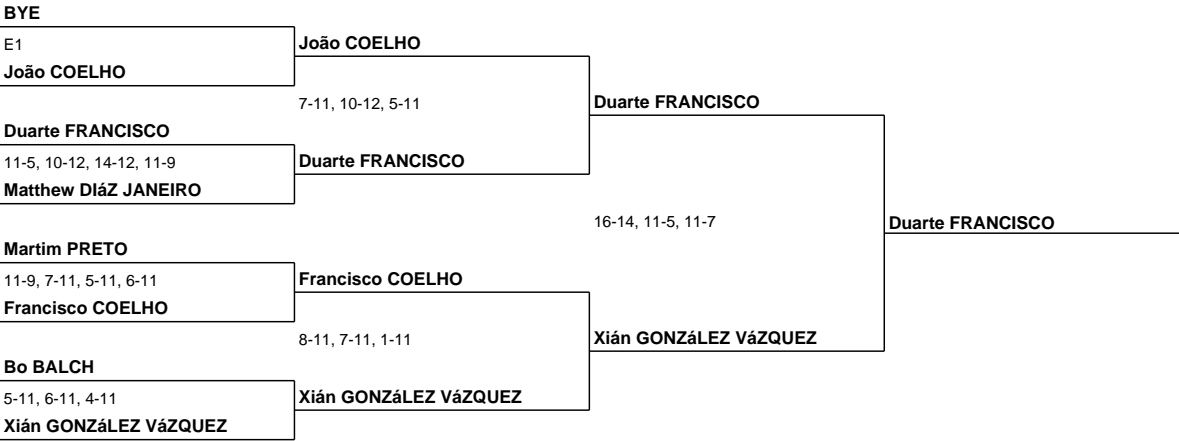 BYE
E1
João COELHO
João COELHO
7-11, 10-12, 5-11
Duarte FRANCISCO
Duarte FRANCISCO
11-5, 10-12, 14-12, 11-9
Duarte FRANCISCO
Matthew DIáZ JANEIRO
16-14, 11-5, 11-7
Duarte FRANCISCO
Martim PRETO
11-9, 7-11, 5-11, 6-11
Francisco COELHO
Francisco COELHO
8-11, 7-11, 1-11
Xián GONZáLEZ VáZQUEZ
Bo BALCH
5-11, 6-11, 4-11
Xián GONZáLEZ VáZQUEZ
Xián GONZáLEZ VáZQUEZ